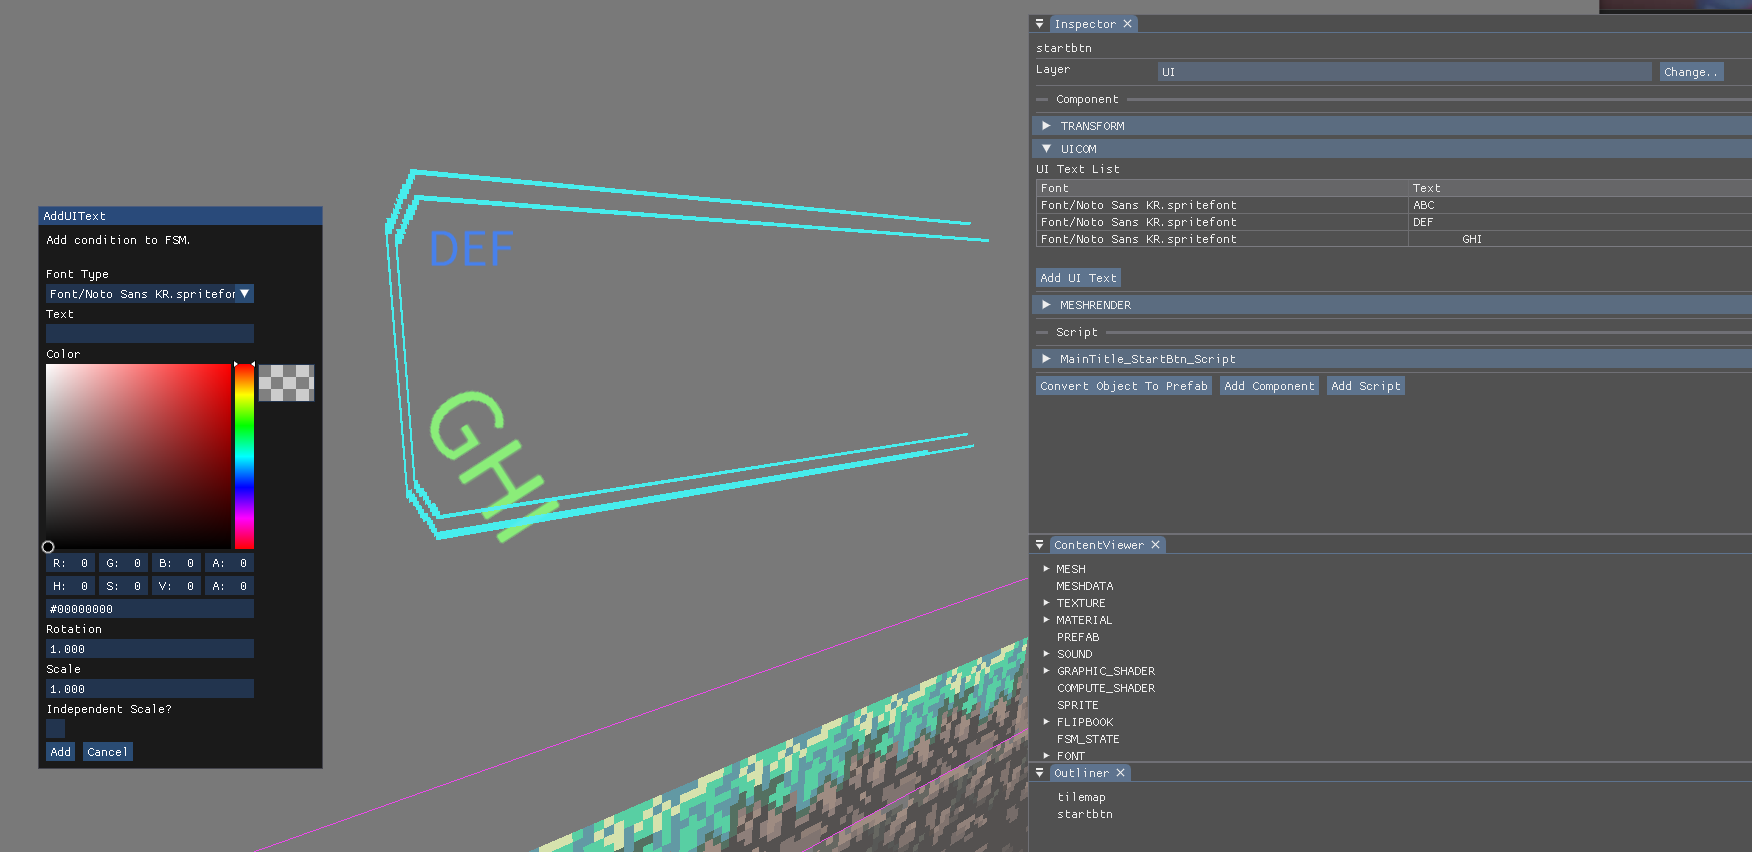 AddUIText
Add condition to FSM.
Font Type
Font/Noto Sans KR.spritefor
Text
Color
R: 0 G: 0 B: 0 A: 0
H: 0 S: 0 V: 0 A: 0
#00000000
Rotation
1.000
Scale
1.000
Independent Scale?
Add Cancel
DEF
GHI
Inspector
startbtn
Layer UI Change..
Component
TRANSFORM
UICOM
UI Text List
Font Text
Font/Noto Sans KR.spritefont ABC
Font/Noto Sans KR.spritefont DEF
Font/Noto Sans KR.spritefont GHI
Add UI Text
MESHRENDER
Script
MainTitle_StartBtn_Script
Convert Object To Prefab Add Component Add Script
ContentViewer
MESH
MESHDATA
TEXTURE
MATERIAL
PREFAB
SOUND
GRAPHIC_SHADER
COMPUTE_SHADER
SPRITE
FLIPBOOK
FSM_STATE
FONT
Outliner
tilemap
startbtn